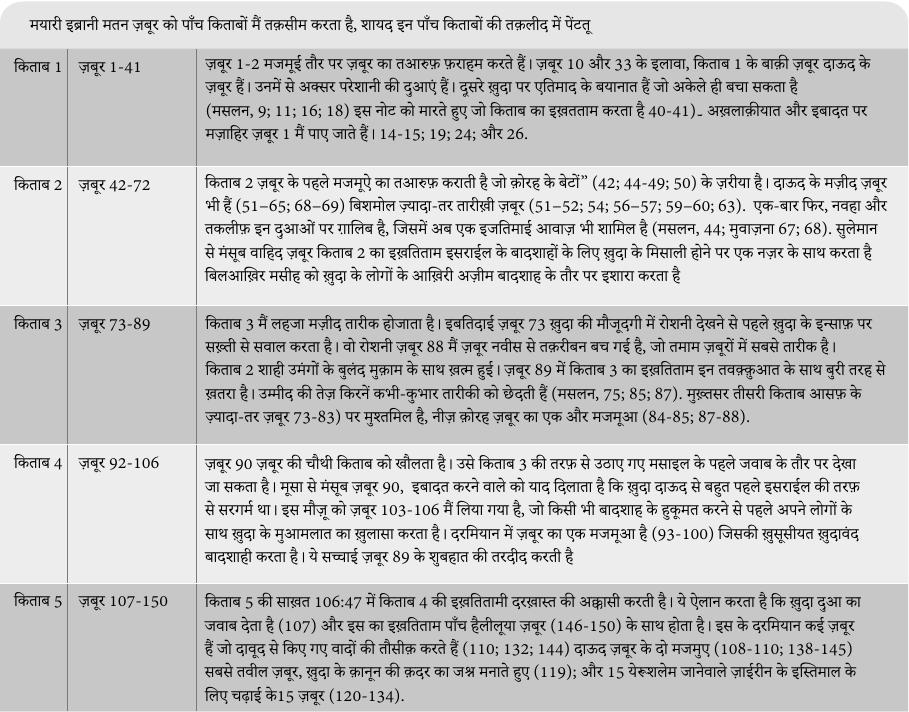 मयारी इब्रानी मतन ज़बूर को पाँच किताबों मैं तक़सीम करता है, शायद इन पाँच किताबों की तक़लीद में पेंटतू
किताब 1
ज़बूर 1-41
ज़बूर 1-2 मजमूई तौर पर ज़बूर का तआरुफ़ फ़राहम करते हैं। ज़बूर 10 और 33 के इलावा, किताब 1 के बाक़ी ज़बूर दाऊद के
ज़बूर हैं। उनमें से अक्सर परेशानी की दुआएं हैं। दूसरे ख़ुदा पर एतिमाद के बयानात हैं जो अकेले ही बचा सकता है
(मसलन, 9; 11; 16; 18) इस नोट को मारते हुए जो किताब का इख़तताम करता है 40-41)۔ अख़लाक़ीयात और इबादत पर
मज़ाहिर ज़बूर 1 मैं पाए जाते हैं। 14-15; 19; 24; और 26.
किताब 2
ज़बूर 42-72
किताब 2 ज़बूर के पहले मजमूऐ का तआरुफ़ कराती है जो क़ोरह के बेटों” (42; 44-49; 50) के ज़रीया है। दाऊद के मज़ीद ज़बूर
भी हैं (51–65; 68–69) बिशमोल ज़्यादा-तर तारीख़ी ज़बूर (51–52; 54; 56–57; 59–60; 63). एक-बार फिर, नवहा और
तकलीफ़ इन दुआओं पर ग़ालिब है, जिसमें अब एक इजतिमाई आवाज़ भी शामिल है (मसलन, 44; मुवाज़ना 67; 68). सुलेमान
से मंसूब वाहिद ज़बूर किताब 2 का इख़तिताम इसराईल के बादशाहों के लिए ख़ुदा के मिसाली होने पर एक नज़र के साथ करता है
बिलआख़िर मसीह को ख़ुदा के लोगों के आख़िरी अज़ीम बादशाह के तौर पर इशारा करता है
किताब 3
ज़बूर 73-89
किताब 3 मैं लहजा मज़ीद तारीक होजाता है। इबतिदाई ज़बूर 73 ख़ुदा की मौजूदगी में रोशनी देखने से पहले ख़ुदा के इन्साफ़ पर
सख़्ती से सवाल करता है। वो रोशनी ज़बूर 88 मैं ज़बूर नवीस से तक़रीबन बच गई है, जो तमाम ज़बूरों में सबसे तारीक है।
किताब 2 शाही उमंगों के बुलंद मुक़ाम के साथ ख़त्म हुई। ज़बूर 89 में किताब 3 का इख़तिताम इन तवक़्क़ुआत के साथ बुरी तरह से
ख़तरा है। उम्मीद की तेज़ किरनें कभी-कुभार तारीकी को छेदती हैं (मसलन, 75; 85; 87). मुख़्तसर तीसरी किताब आसफ़ के
ज़्यादा-तर ज़बूर 73-83) पर मुश्तमिल है, नीज़ क़ोरह ज़बूर का एक और मजमूआ (84-85; 87-88).
किताब 4
ज़बूर 92-106
ज़बूर 90 ज़बूर की चौथी किताब को खौलता है। उसे किताब 3 की तरफ़ से उठाए गए मसाइल के पहले जवाब के तौर पर देखा
जा सकता है। मूसा से मंसूब ज़बूर 90, इबादत करने वाले को याद दिलाता है कि ख़ुदा दाऊद से बहुत पहले इसराईल की तरफ़
से सरगर्म था। इस मौज़ू को ज़बूर 103-106 मैं लिया गया है, जो किसी भी बादशाह के हुकूमत करने से पहले अपने लोगों के
साथ ख़ुदा के मुआमलात का ख़ुलासा करता है। दरमियान में ज़बूर का एक मजमूआ है (93-100) जिसकी ख़ुसूसीयत ख़ुदावंद
बादशाही करता है। ये सच्चाई ज़बूर 89 के शुबहात की तरदीद करती है
किताब 5
ज़बूर 107-150
किताब 5 की साख़त 106:47 में किताब 4 की इख़तितामी दरख़ास्त की अक्कासी करती है। ये ऐलान करता है कि ख़ुदा दुआ का
जवाब देता है (107) और इस का इख़तिताम पाँच हैलीलूया ज़बूर (146-150) के साथ होता है। इस के दरमियान कई ज़बूर
हैं जो दावूद से किए गए वादों की तौसीक़ करते हैं (110; 132; 144) दाऊद ज़बूर के दो मजमुए (108-110; 138-145)
सबसे तवील ज़बूर, ख़ुदा के क़ानून की क़दर का जश्न मनाते हुए (119); और 15 येरूशलेम जानेवाले ज़ाईरीन के इस्तिमाल के
लिए चढ़ाई के15 ज़बूर (120-134).